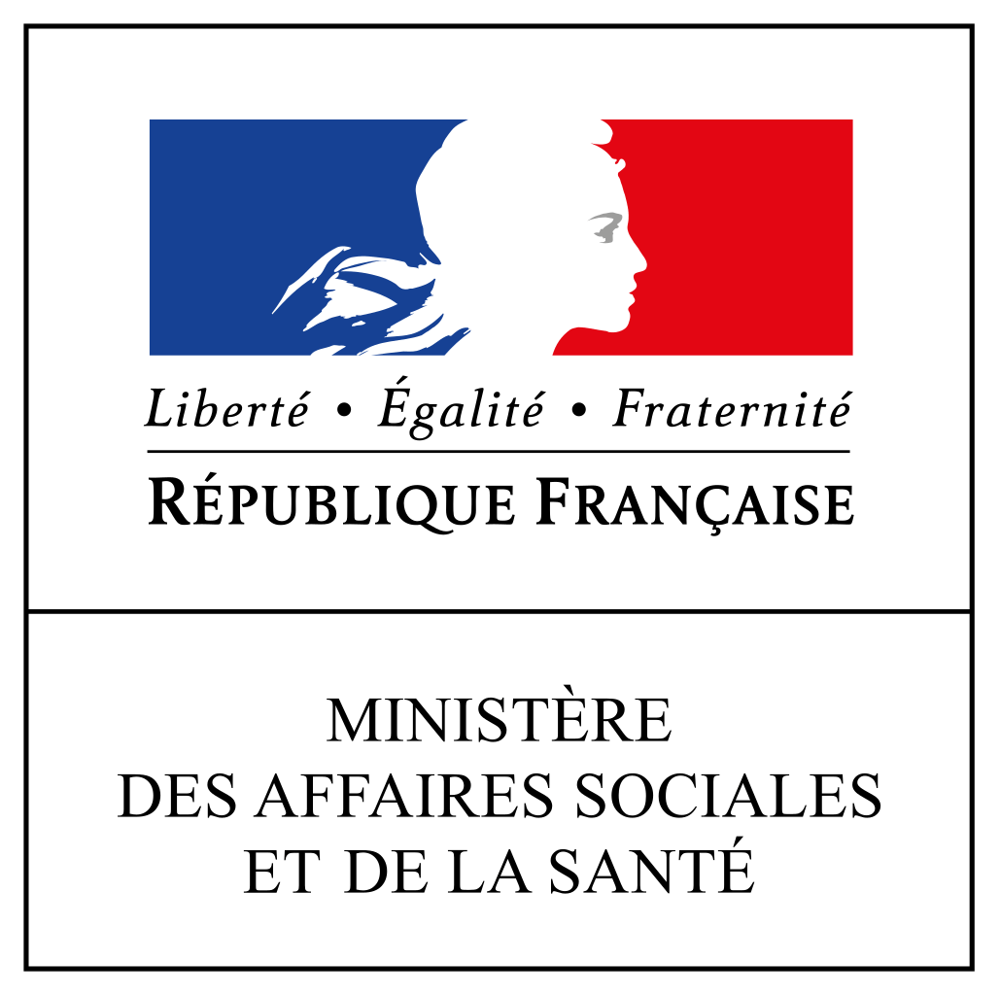 Liberté • Égalité • Fraternité
RÉPUBLIQUE FRANÇAISE
MINISTÈRE
DES AFFAIRES SOCIALES
ET DE LA SANTÉ